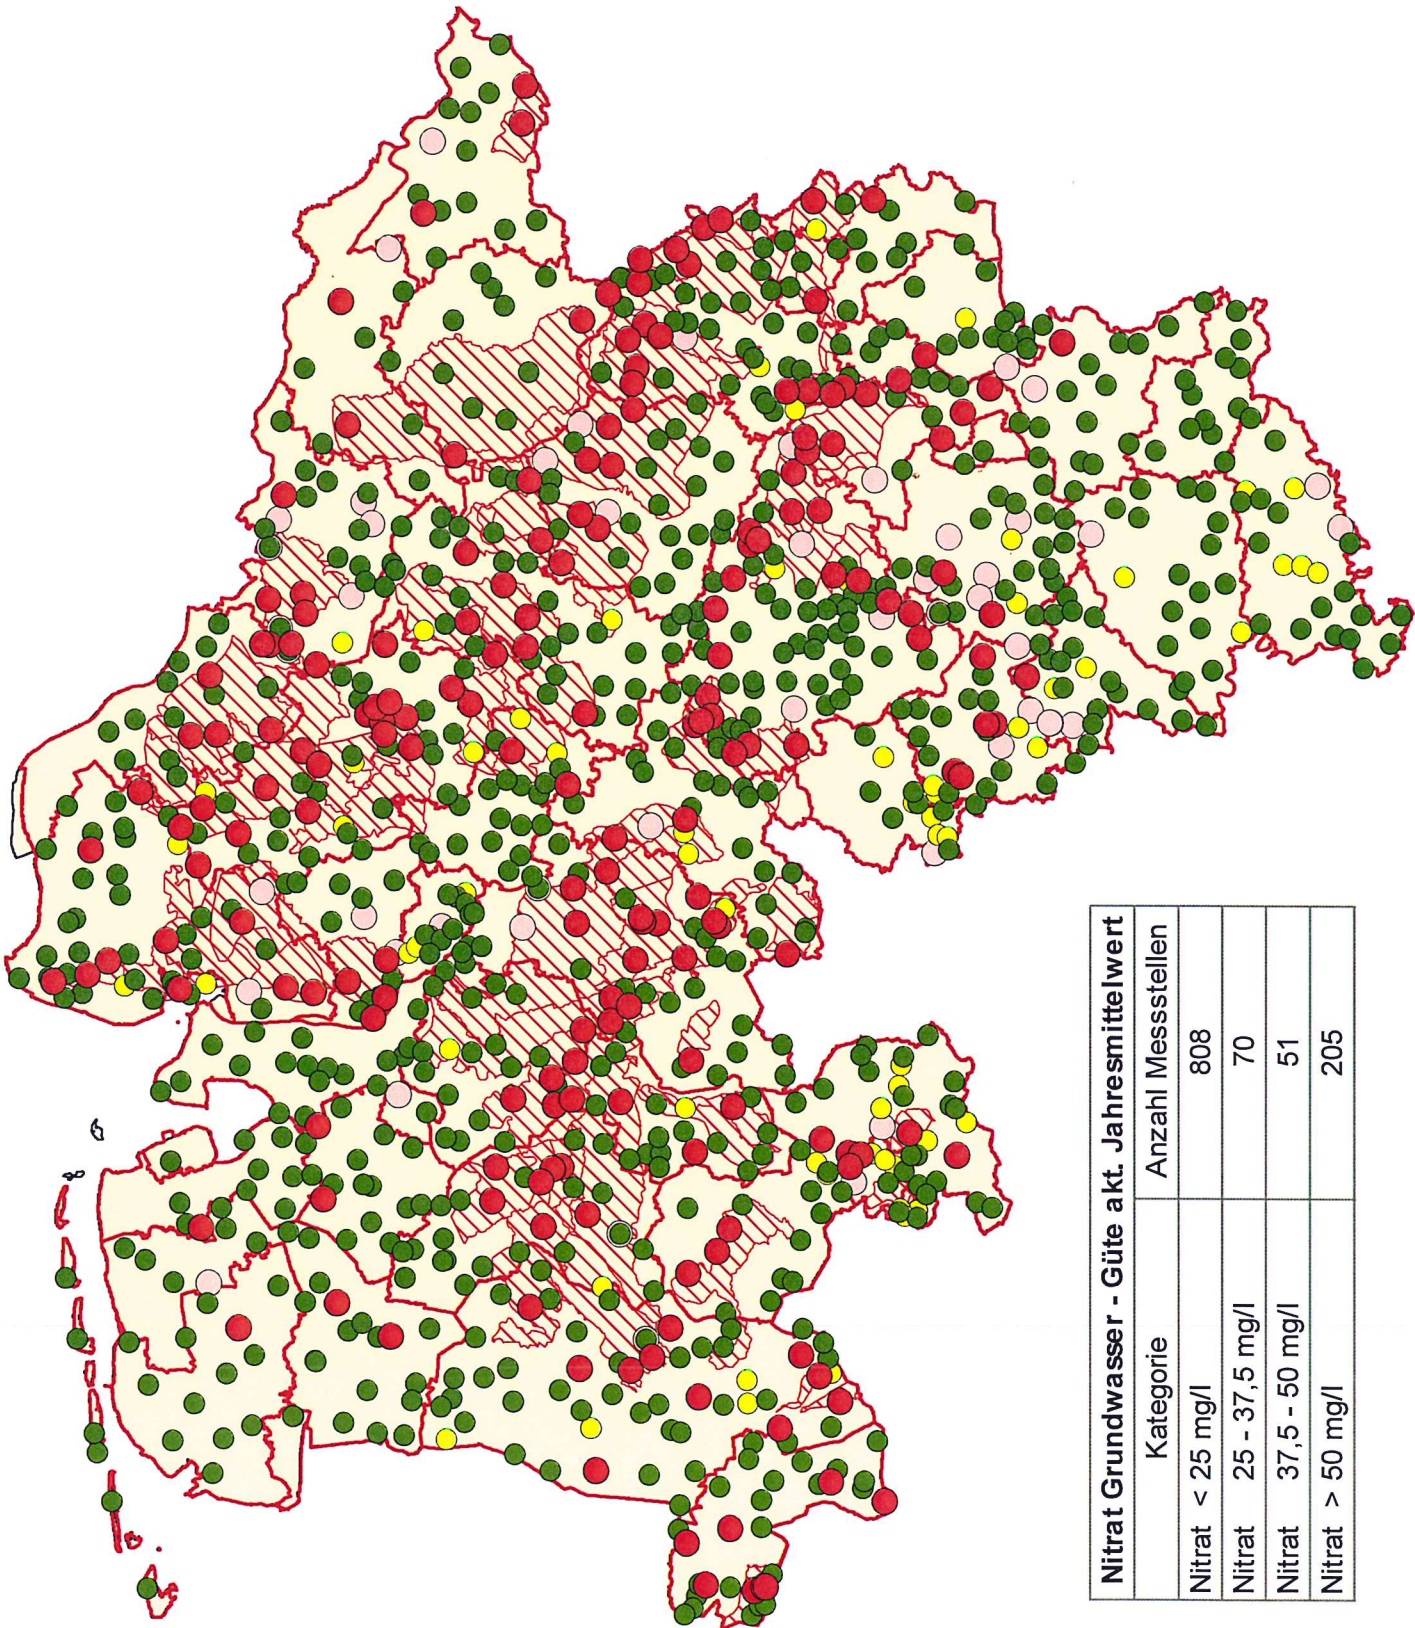 Nitrat Grundwasser - Güte akt. Jahresmittelwert
Kategorie Anzahl Messstellen
Nitrat < 25 mg/l 808
Nitrat 25 - 37,5 mg/l 70
Nitrat 37,5 - 50 mg/l 51
Nitrat > 50 mg/l 205